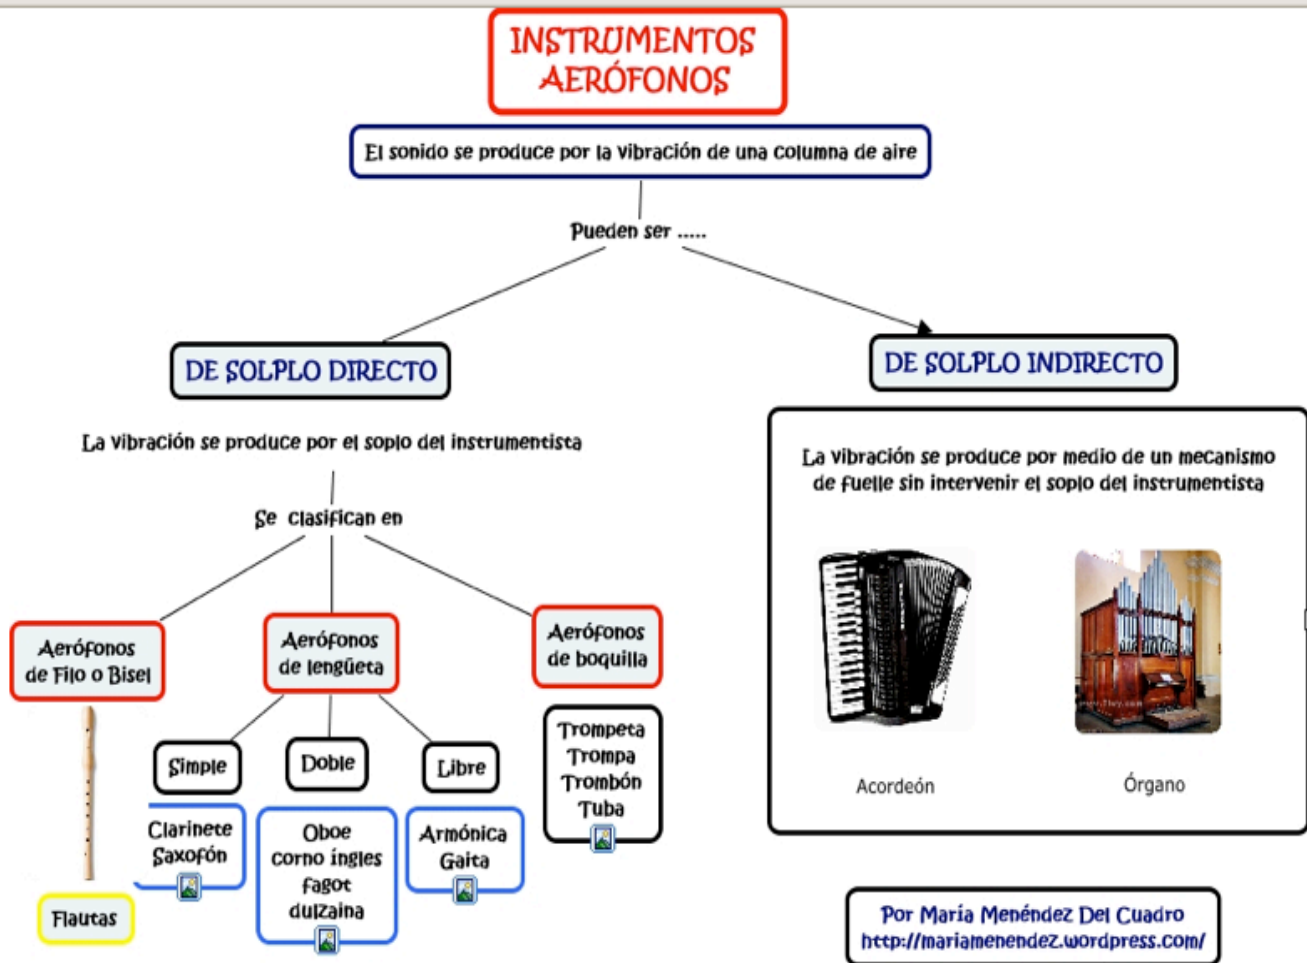 INSTRUMENTOS
AERÓFONOS
El sonido se produce por la vibración de una columna de aire
Pueden ser .....
DE SOLPLO DIRECTO
DE SOLPLO INDIRECTO
La vibración se produce por el soplo del instrumentista
Se clasifican en
La vibración se produce por medio de un mecanismo
de fuelle sin intervenir el soplo del instrumentista
Aerófonos
de Filo o Bisel
Aerófonos
de lengüeta
Aerófonos
de boquilla
Flautas
Simple
Doble
Libre
Clarinete
Saxofón
Oboe
corno íngles
fagot
dulzaina
Armónica
Gaita
Trompeta
Trompa
Trombón
Tuba
Acordeón
Órgano
Por María Menéndez Del Cuadro
http://mariamenendez.wordpress.com/